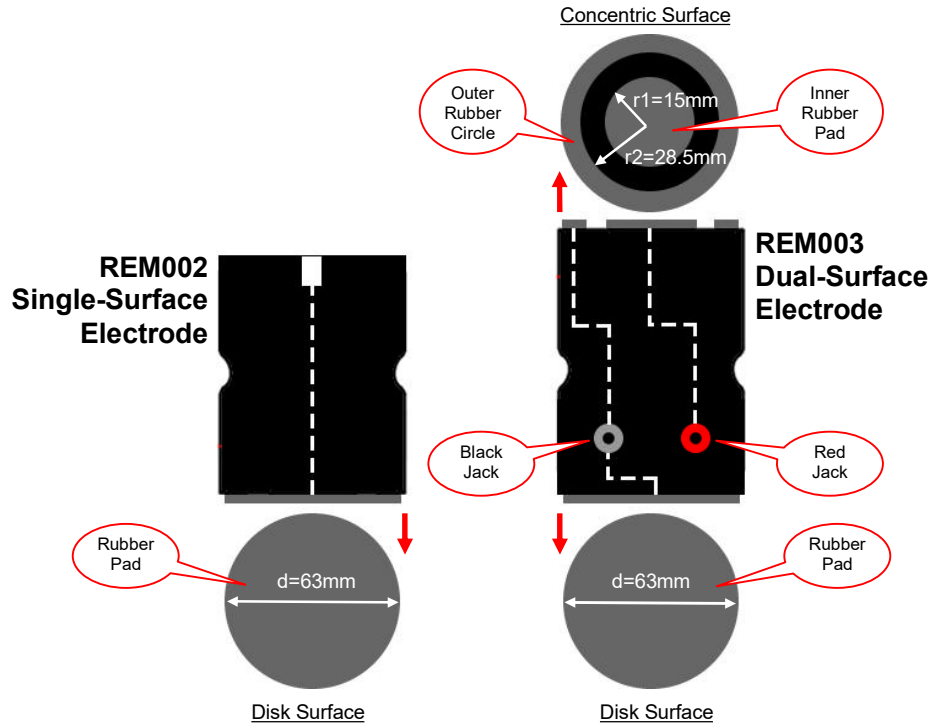 Concentric Surface
Outer
Rubber
Circle
r1=15mm
Inner
Rubber
Pad
r2=28.5mm
REM002
Single-Surface
Electrode
REM003
Dual-Surface
Electrode
Black
Jack
Red
Jack
Rubber
Pad
d=63mm
Rubber
Pad
d=63mm
Disk Surface
Disk Surface